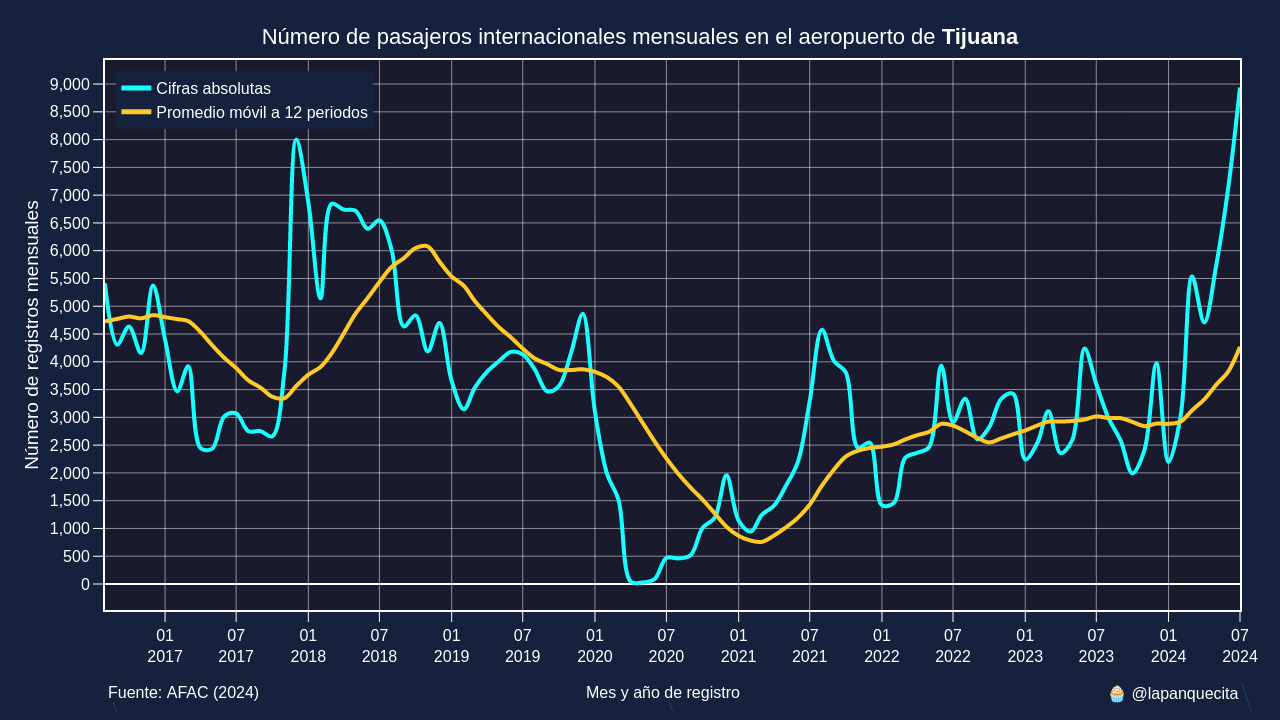 Número de pasajeros internacionales mensuales en el aeropuerto de Tijuana
Cifras absolutas
Promedio móvil a 12 periodos
Número de registros mensuales
9,000
8,500
8,000
7,500
7,000
6,500
6,000
5,500
5,000
4,500
4,000
3,500
3,000
2,500
2,000
1,500
1,000
500
0
01 07 01 07 01 07 01 07 01 07 01 07 01 07 01 07
2017 2017 2018 2018 2019 2019 2020 2020 2021 2021 2022 2022 2023 2023 2024 2024
Fuente: AFAC (2024) Mes y año de registro 🧁 @lapanquecita